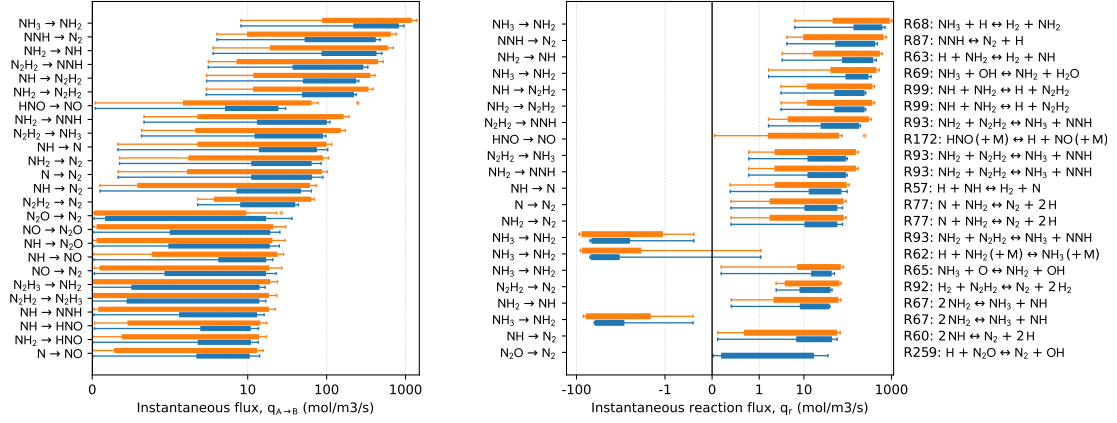 NH₃ → NH₂
NNH → N₂
NH₂ → NH
N₂H₂ → NNH
NH → N₂H₂
NH₂ → N₂H₂
HNO → NO
NH₂ → NNH
N₂H₂ → NH₃
NH → N
NH₂ → N₂
N → N₂
NH → N₂
N₂H₂ → N₂
N₂O → N₂
NO → N₂O
NH → N₂O
NH → NO
NO → N₂
N₂H₃ → NH₂
N₂H₂ → N₂H₃
NH → NNH
NH → HNO
NH₂ → HNO
N → NO
0 10 100 1000
Instantaneous flux, q_A→B (mol/m3/s)
NH₃ → NH₂ R68: NH₃ + H ↔ H₂ + NH₂
NNH → N₂ R87: NNH ↔ N₂ + H
NH₂ → NH R63: H + NH₂ ↔ H₂ + NH
NH₃ → NH₂ R69: NH₃ + OH ↔ NH₂ + H₂O
NH → N₂H₂ R99: NH + NH₂ ↔ H + N₂H₂
NH₂ → N₂H₂ R99: NH + NH₂ ↔ H + N₂H₂
N₂H₂ → NNH R93: NH₂ + N₂H₂ ↔ NH₃ + NNH
HNO → NO R172: HNO(+M) ↔ H + NO(+M)
N₂H₂ → NH₃ R93: NH₂ + N₂H₂ ↔ NH₃ + NNH
NH₂ → NNH R93: NH₂ + N₂H₂ ↔ NH₃ + NNH
NH → N R57: H + NH ↔ H₂ + N
N → N₂ R77: N + NH₂ ↔ N₂ + 2H
NH₂ → N₂ R77: N + NH₂ ↔ N₂ + 2H
NH₃ → NH₂ R93: NH₂ + N₂H₂ ↔ NH₃ + NNH
NH₃ → NH₂ R62: H + NH₂(+M) ↔ NH₃(+M)
NH₃ → NH₂ R65: NH₃ + O ↔ NH₂ + OH
N₂H₂ → N₂ R92: H₂ + N₂H₂ ↔ N₂ + 2H₂
NH₂ → NH R67: 2NH₂ ↔ NH₃ + NH
NH₃ → NH₂ R67: 2NH₂ ↔ NH₃ + NH
NH → N₂ R60: 2NH ↔ N₂ + 2H
N₂O → N₂ R259: H + N₂O ↔ N₂ + OH
-100 -1 0 1 10 1000
Instantaneous reaction flux, q_r (mol/m3/s)